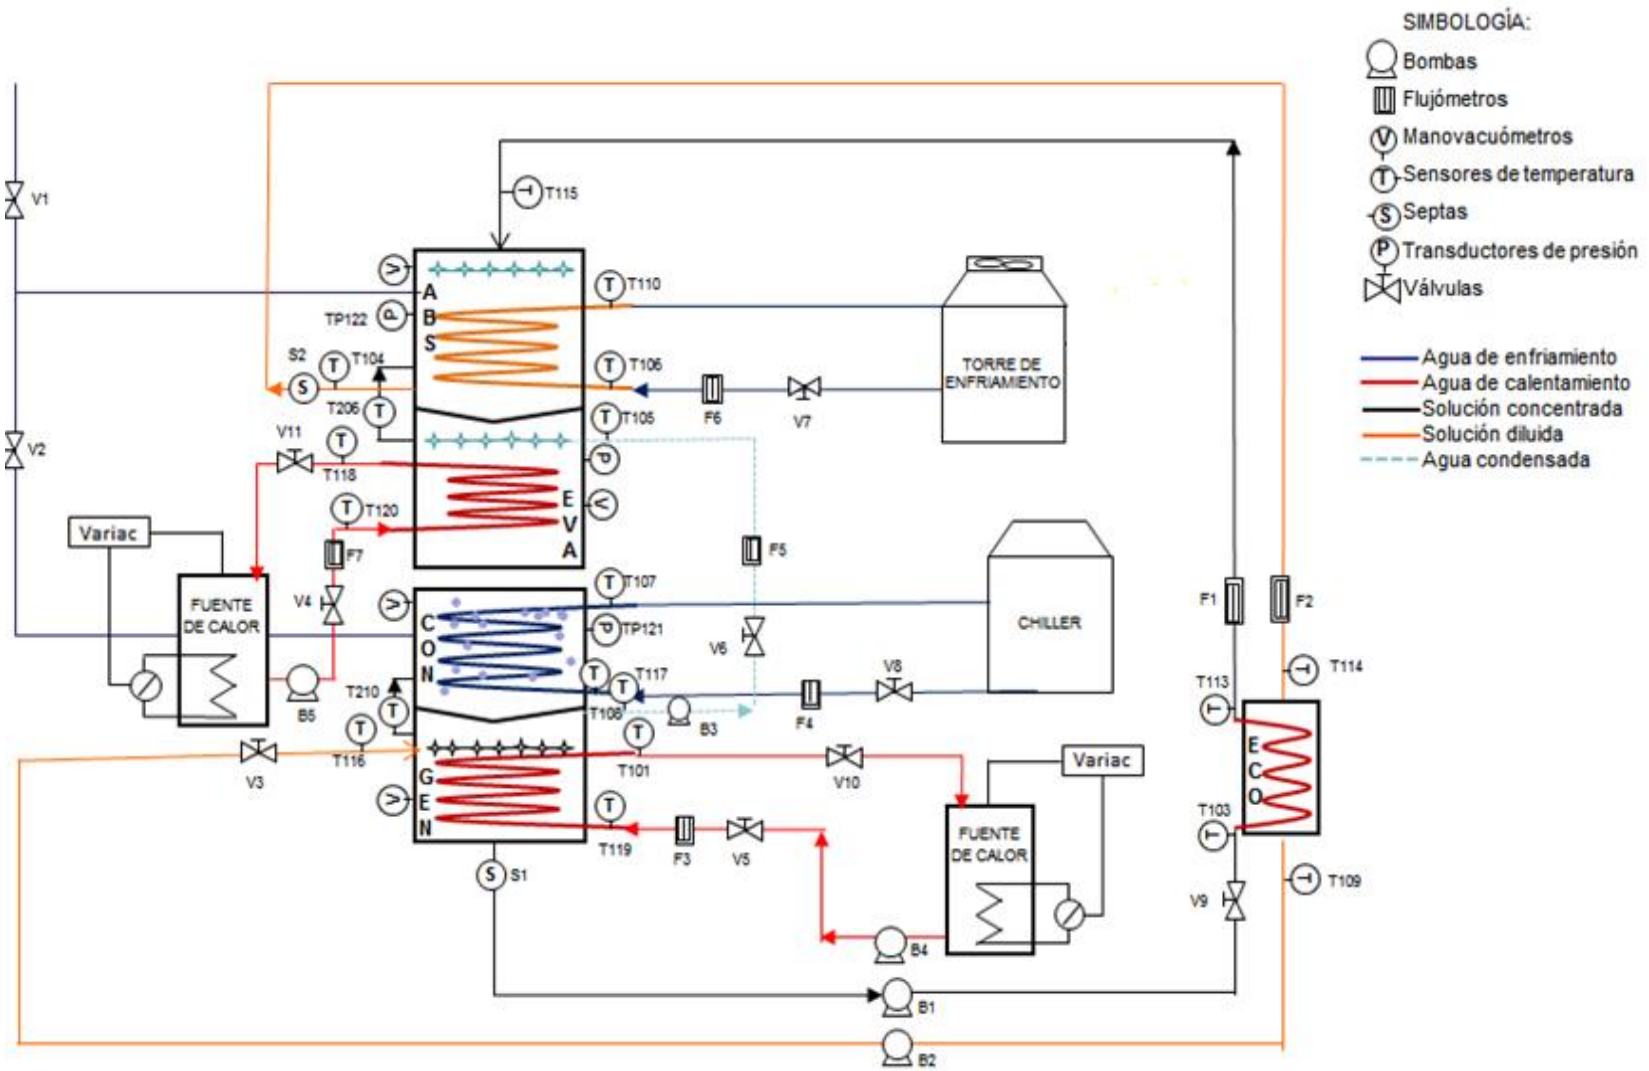 SIMBOLOGÍA:
Bombas
Flujómetros
V Manovacuómetros
T Sensores de temperatura
S Septas
P Transductores de presión
Válvulas
Agua de enfriamiento
Agua de calentamiento
Solución concentrada
Solución diluida
Agua condensada
V1
T T115
V
T T110
A
B
S
TP122 P
TORRE DE
ENFRIAMIENTO
S2
S
T T104
T T106
F6
V7
T206 T
T T105
V2
V11
T
T118
P
E
V
A
V
T T120
Variac
F7
F5
FUENTE
DE CALOR
V4
V
T T107
C
O
N
P TP121
CHILLER
F1
F2
V6
T
T T117
V8
T T114
T113
T
T210
T
B5
T108
B3
F4
T
T116
V3
T
T101
V10
Variac
E
C
O
G
E
N
V
T
T119
F3
V5
FUENTE
DE CALOR
T103
T
S S1
T T109
V9
B4
B1
B2